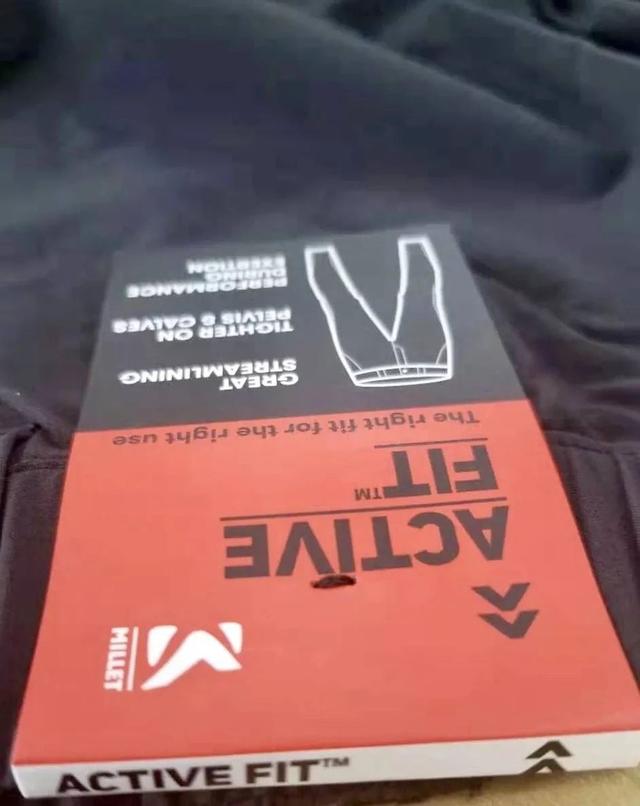 MILLET
ACTIVE
FIT™
The right fit for the right use
GREAT
STREAMLINING
TIGHTER ON
PELVIS & CALVES
PERFORMANCE
DURING
EXERTION
ACTIVE FIT™